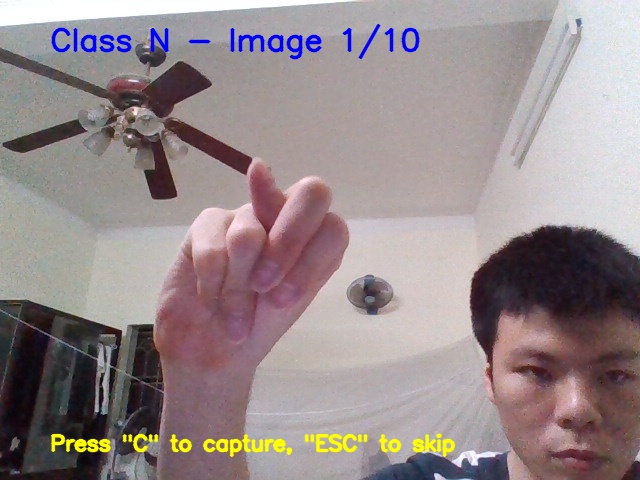 Class N - Image 1/10
Press "C" to capture, "ESC" to skip